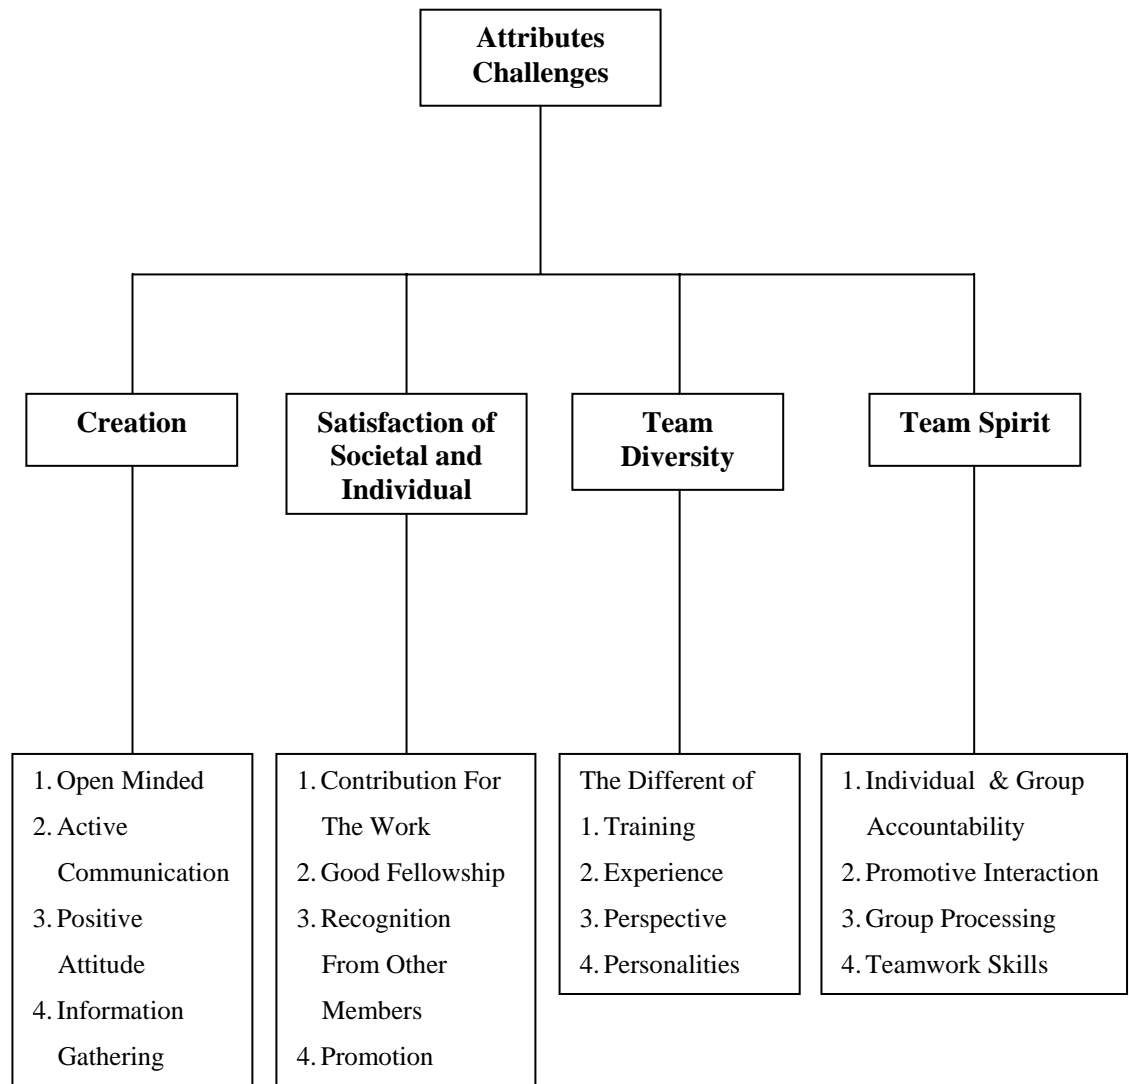 Attributes
Challenges
Creation
Satisfaction of
Societal and
Individual
Team
Diversity
Team Spirit
1. Open Minded
2. Active
Communication
3. Positive
Attitude
4. Information
Gathering
1. Contribution For
The Work
2. Good Fellowship
3. Recognition
From Other
Members
4. Promotion
The Different of
1. Training
2. Experience
3. Perspective
4. Personalities
1. Individual & Group
Accountability
2. Promotive Interaction
3. Group Processing
4. Teamwork Skills